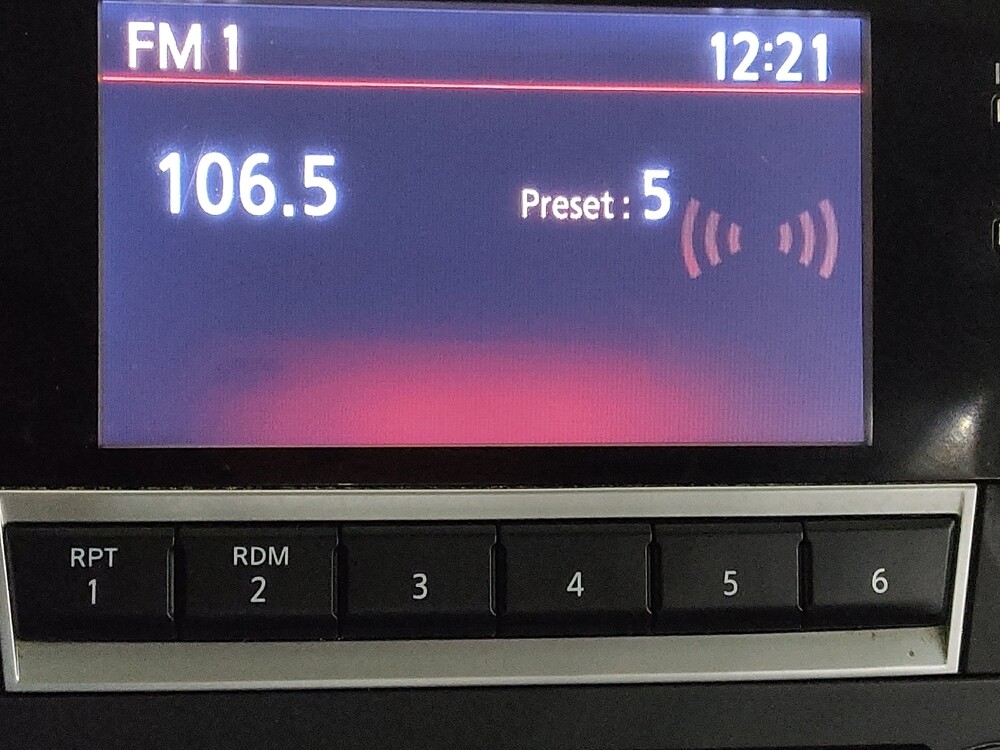 FM 1 12:21
106.5 Preset : 5
RPT RDM
1 2 3 4 5 6